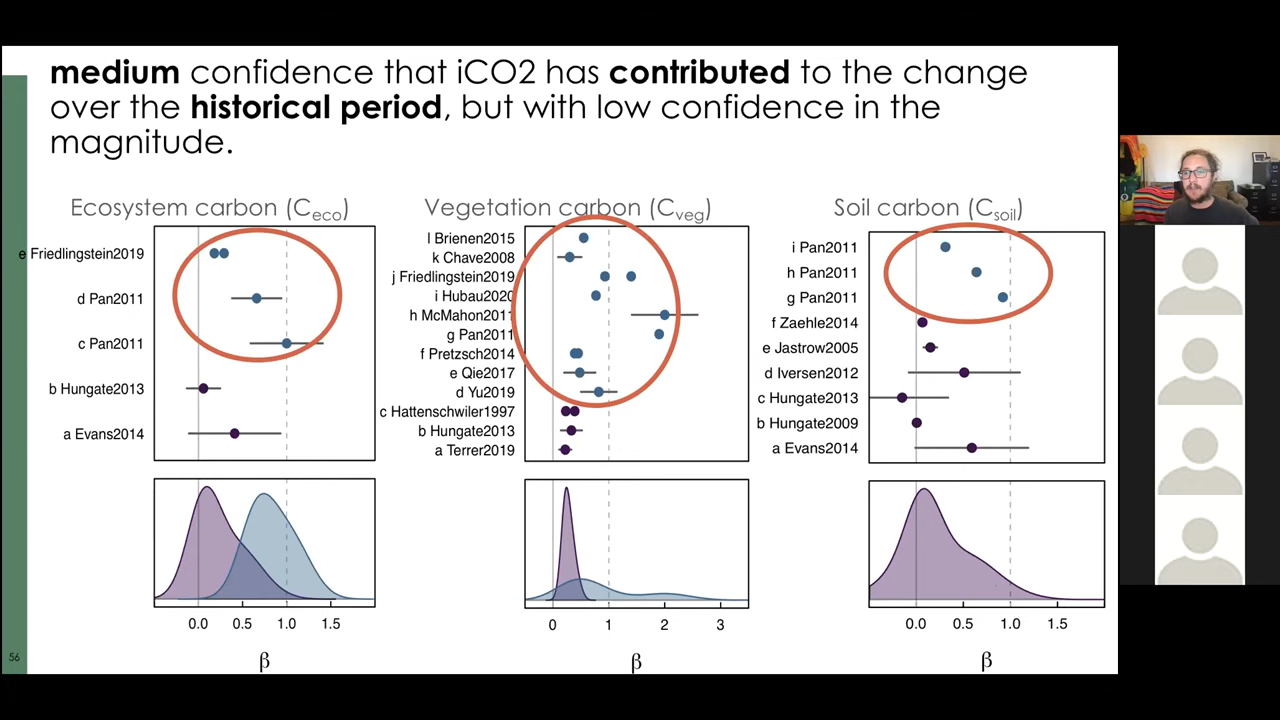 medium confidence that iCO2 has contributed to the change
over the historical period, but with low confidence in the
magnitude.
Ecosystem carbon (Ceco)
e Friedlingstein2019
d Pan2011
c Pan2011
b Hungate2013
a Evans2014
0.0 0.5 1.0 1.5
β
Vegetation carbon (Cveg)
l Brienen2015
k Chave2008
j Friedlingstein2019
i Hubau2020
h McMahon2011
g Pan2011
f Pretzsch2014
e Qie2017
d Yu2019
c Hattenschwiler1997
b Hungate2013
a Terrer2019
0 1 2 3
β
Soil carbon (Csoil)
i Pan2011
h Pan2011
g Pan2011
f Zaehle2014
e Jastrow2005
d Iversen2012
c Hungate2013
b Hungate2009
a Evans2014
0.0 0.5 1.0 1.5
β
56